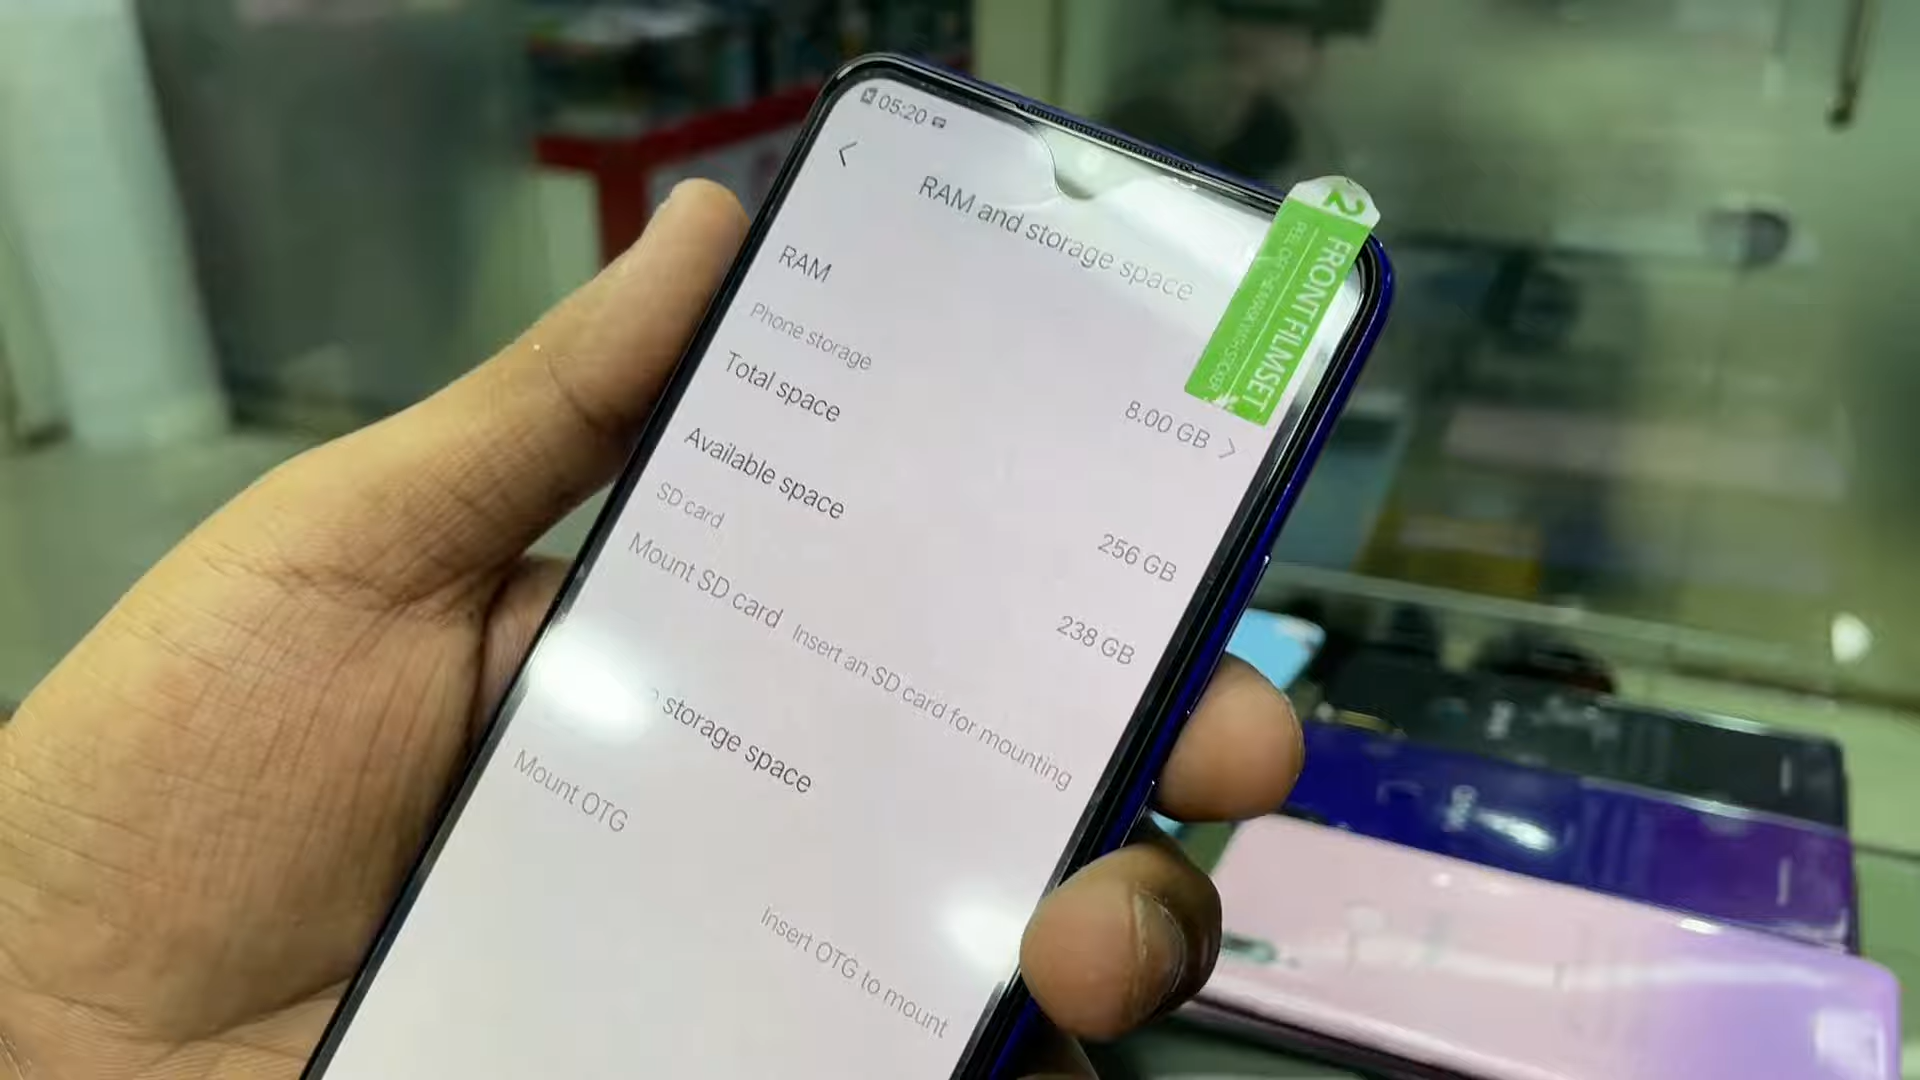 05:20
RAM and storage space
RAM
8.00 GB
Phone storage
Total space
256 GB
Available space
238 GB
SD card
Mount SD card
Insert an SD card for mounting
storage space
Mount OTG
Insert OTG to mount
2
FRONT FILMSET